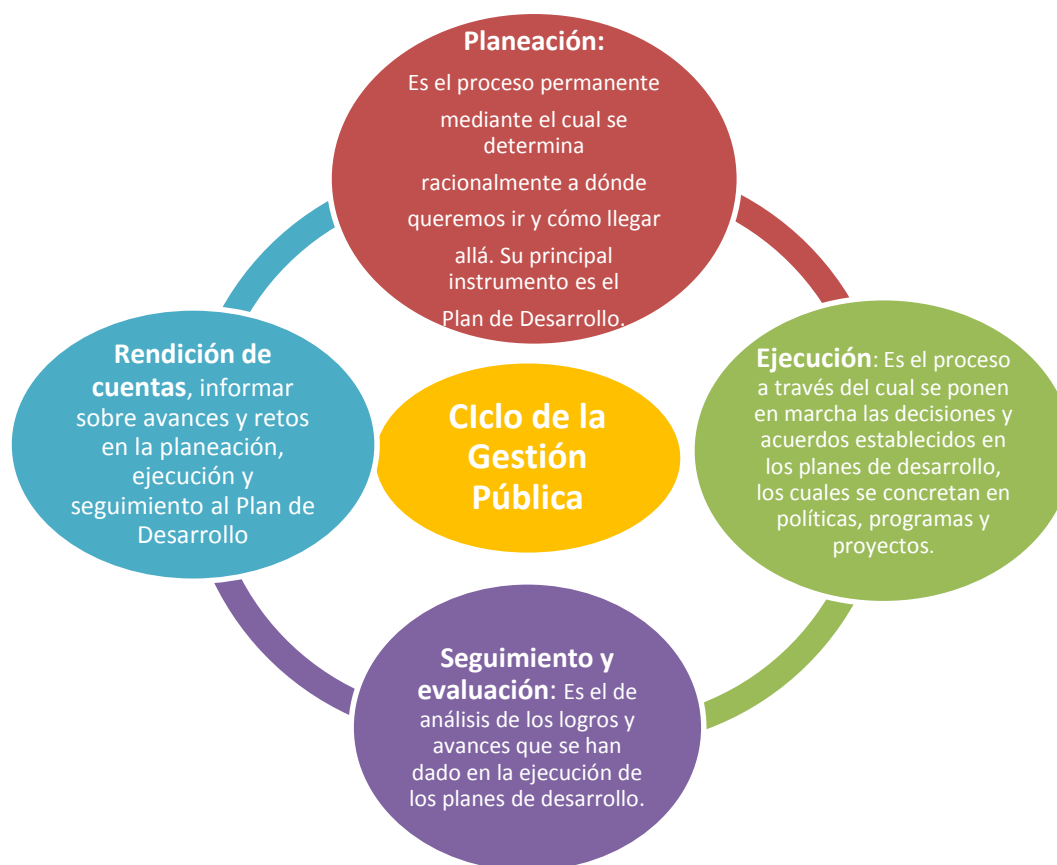 Planeación:
Es el proceso permanente
mediante el cual se
determina
racionalmente a dónde
queremos ir y cómo llegar
allá. Su principal
instrumento es el
Plan de Desarrollo.
Ejecución: Es el proceso
a través del cual se ponen
en marcha las decisiones y
acuerdos establecidos en
los planes de desarrollo,
los cuales se concretan en
políticas, programas y
proyectos.
Seguimiento y
evaluación: Es el de
análisis de los logros y
avances que se han
dado en la ejecución de
los planes de desarrollo.
Rendición de
cuentas, informar
sobre avances y retos
en la planeación,
ejecución y
seguimiento al Plan de
Desarrollo
CIclo de la
Gestión
Pública